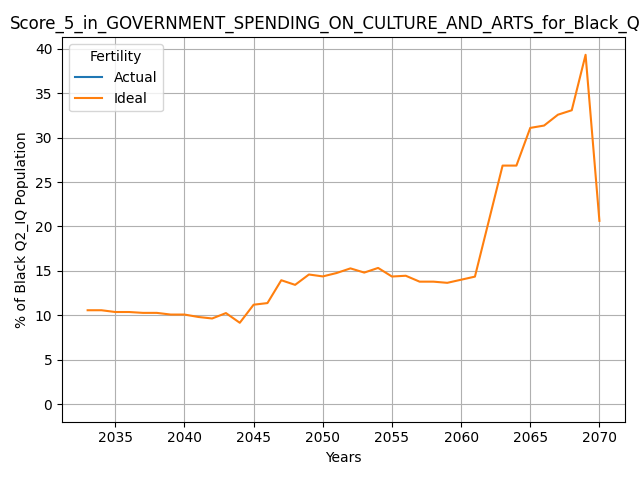 Score_5_in_GOVERNMENT_SPENDING_ON_CULTURE_AND_ARTS_for_Black_Q
Fertility
Actual
Ideal
40
35
30
25
20
15
10
5
0
% of Black Q2_IQ Population
2035 2040 2045 2050 2055 2060 2065 2070
Years